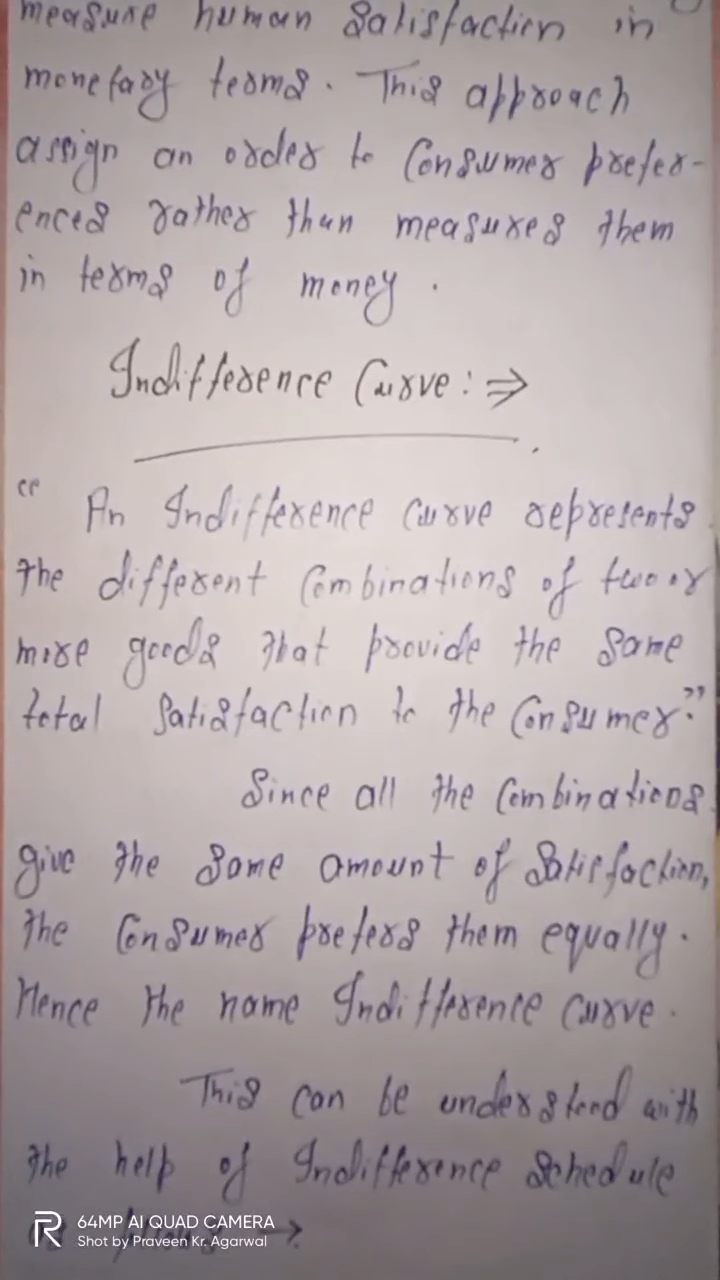 measure human satisfaction in
monetary terms. This approach
assign an order to Consumer prefer-
ences rather than measures them
in terms of money.
Indifference Curve: ⇒
“ An Indifference curve represents
The different Combinations of two or
more goods that provide the same
total satisfaction to the Consumer.”
Since all the Combinations
give the same amount of Satisfaction,
The Consumer prefers them equally.
Hence the name Indifference curve.
This can be understand with
The help of Indifference Schedule
→
64MP AI QUAD CAMERA
Shot by Praveen Kr. Agarwal